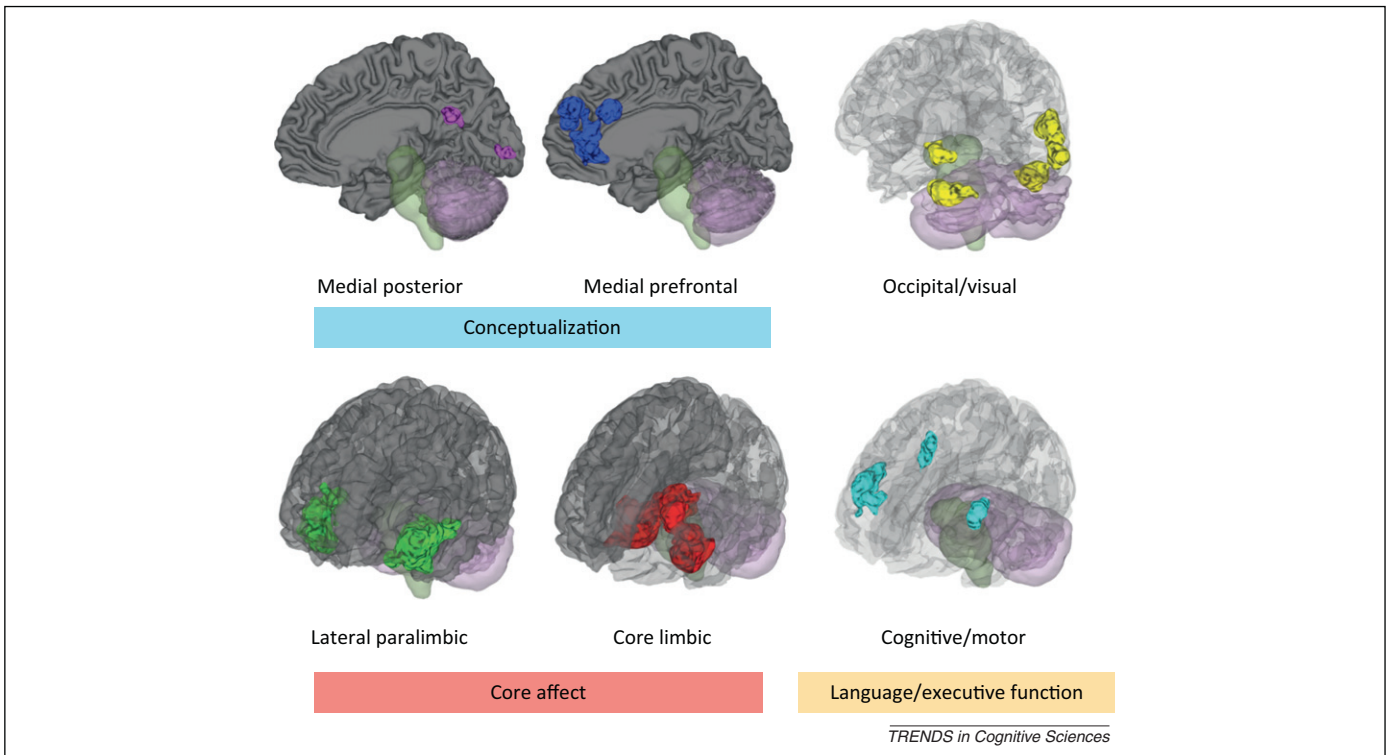 Medial posterior
Medial prefrontal
Occipital/visual
Conceptualization
Lateral paralimbic
Core limbic
Cognitive/motor
Core affect
Language/executive function
TRENDS in Cognitive Sciences